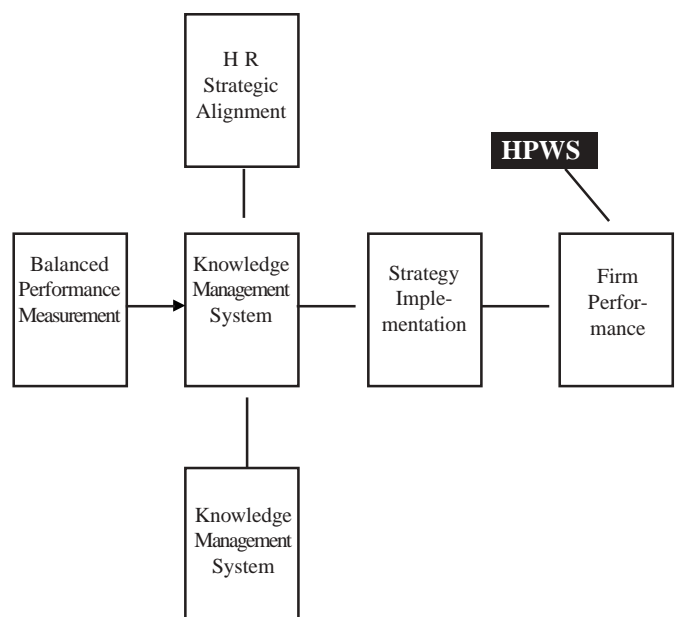 H R
Strategic
Alignment
HPWS
Balanced
Performance
Measurement
Knowledge
Management
System
Strategy
Imple-
mentation
Firm
Perfor-
mance
Knowledge
Management
System